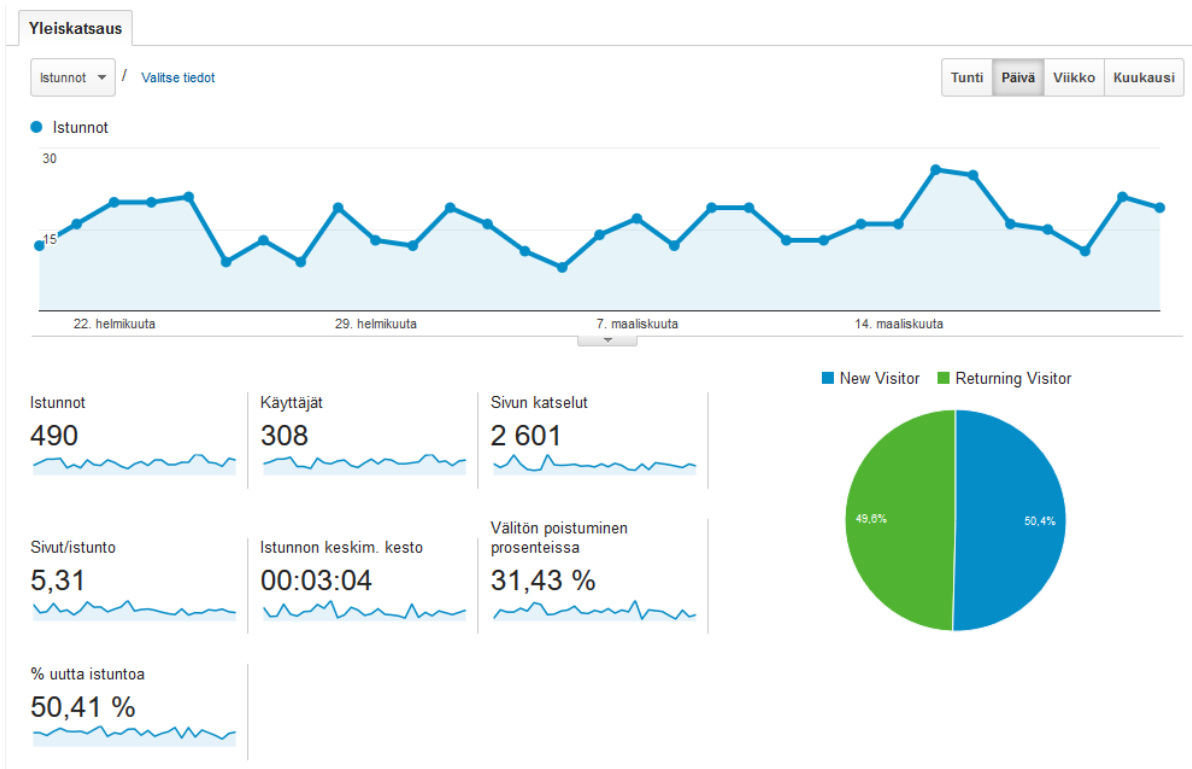 Yleiskatsaus
Istunnot / Valitse tiedot
Tunti Päivä Viikko Kuukausi
Istunnot
30
15
22. helmikuuta 29. helmikuuta 7. maaliskuuta 14. maaliskuuta
New Visitor Returning Visitor
Istunnot Käyttäjät Sivun katselut
490 308 2 601
49,6% 50,4%
Välitön poistuminen
Sivut/istunto Istunnon keskim. kesto prosenteissa
5,31 00:03:04 31,43 %
% uutta istuntoa
50,41 %